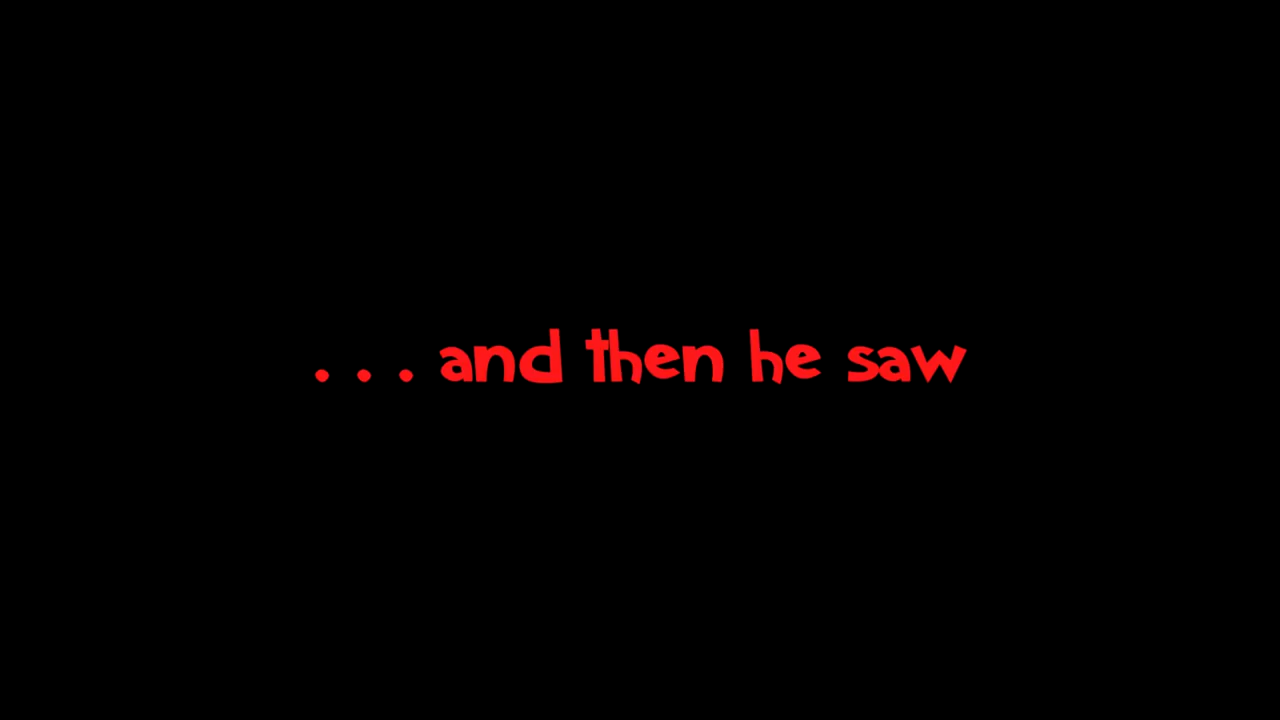 . . . and then he saw